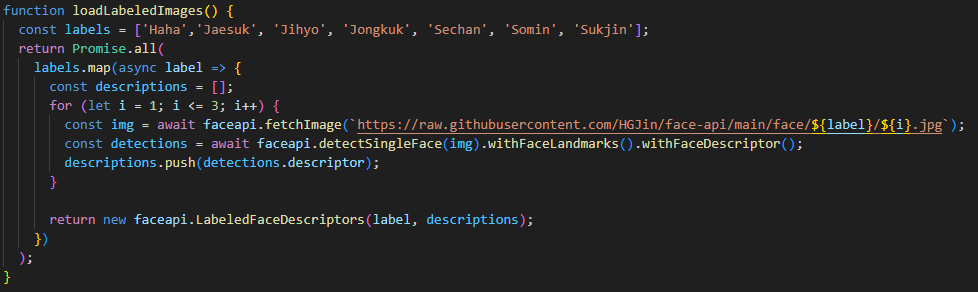 function loadLabeledImages() {
  const labels = ['Haha','Jaesuk', 'Jihyo', 'Jongkuk', 'Sechan', 'Somin', 'Sukjin'];
  return Promise.all(
    labels.map(async label => {
      const descriptions = [];
      for (let i = 1; i <= 3; i++) {
        const img = await faceapi.fetchImage(`https://raw.githubusercontent.com/HGJin/face-api/main/face/${label}/${i}.jpg`);
        const detections = await faceapi.detectSingleFace(img).withFaceLandmarks().withFaceDescriptor();
        descriptions.push(detections.descriptor);
      }

      return new faceapi.LabeledFaceDescriptors(label, descriptions);
    })
  );
}